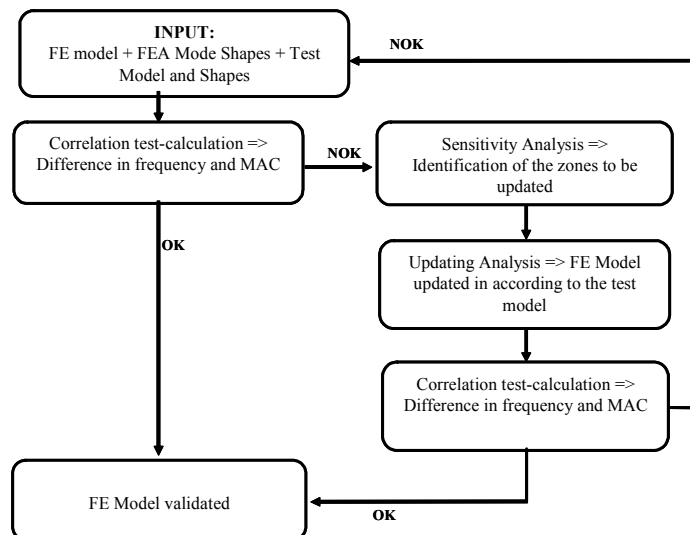 INPUT:
FE model + FEA Mode Shapes + Test
Model and Shapes
NOK
Correlation test-calculation =>
Difference in frequency and MAC
NOK
Sensitivity Analysis =>
Identification of the zones to be
updated
OK
Updating Analysis => FE Model
updated in according to the test
model
Correlation test-calculation =>
Difference in frequency and MAC
FE Model validated
OK